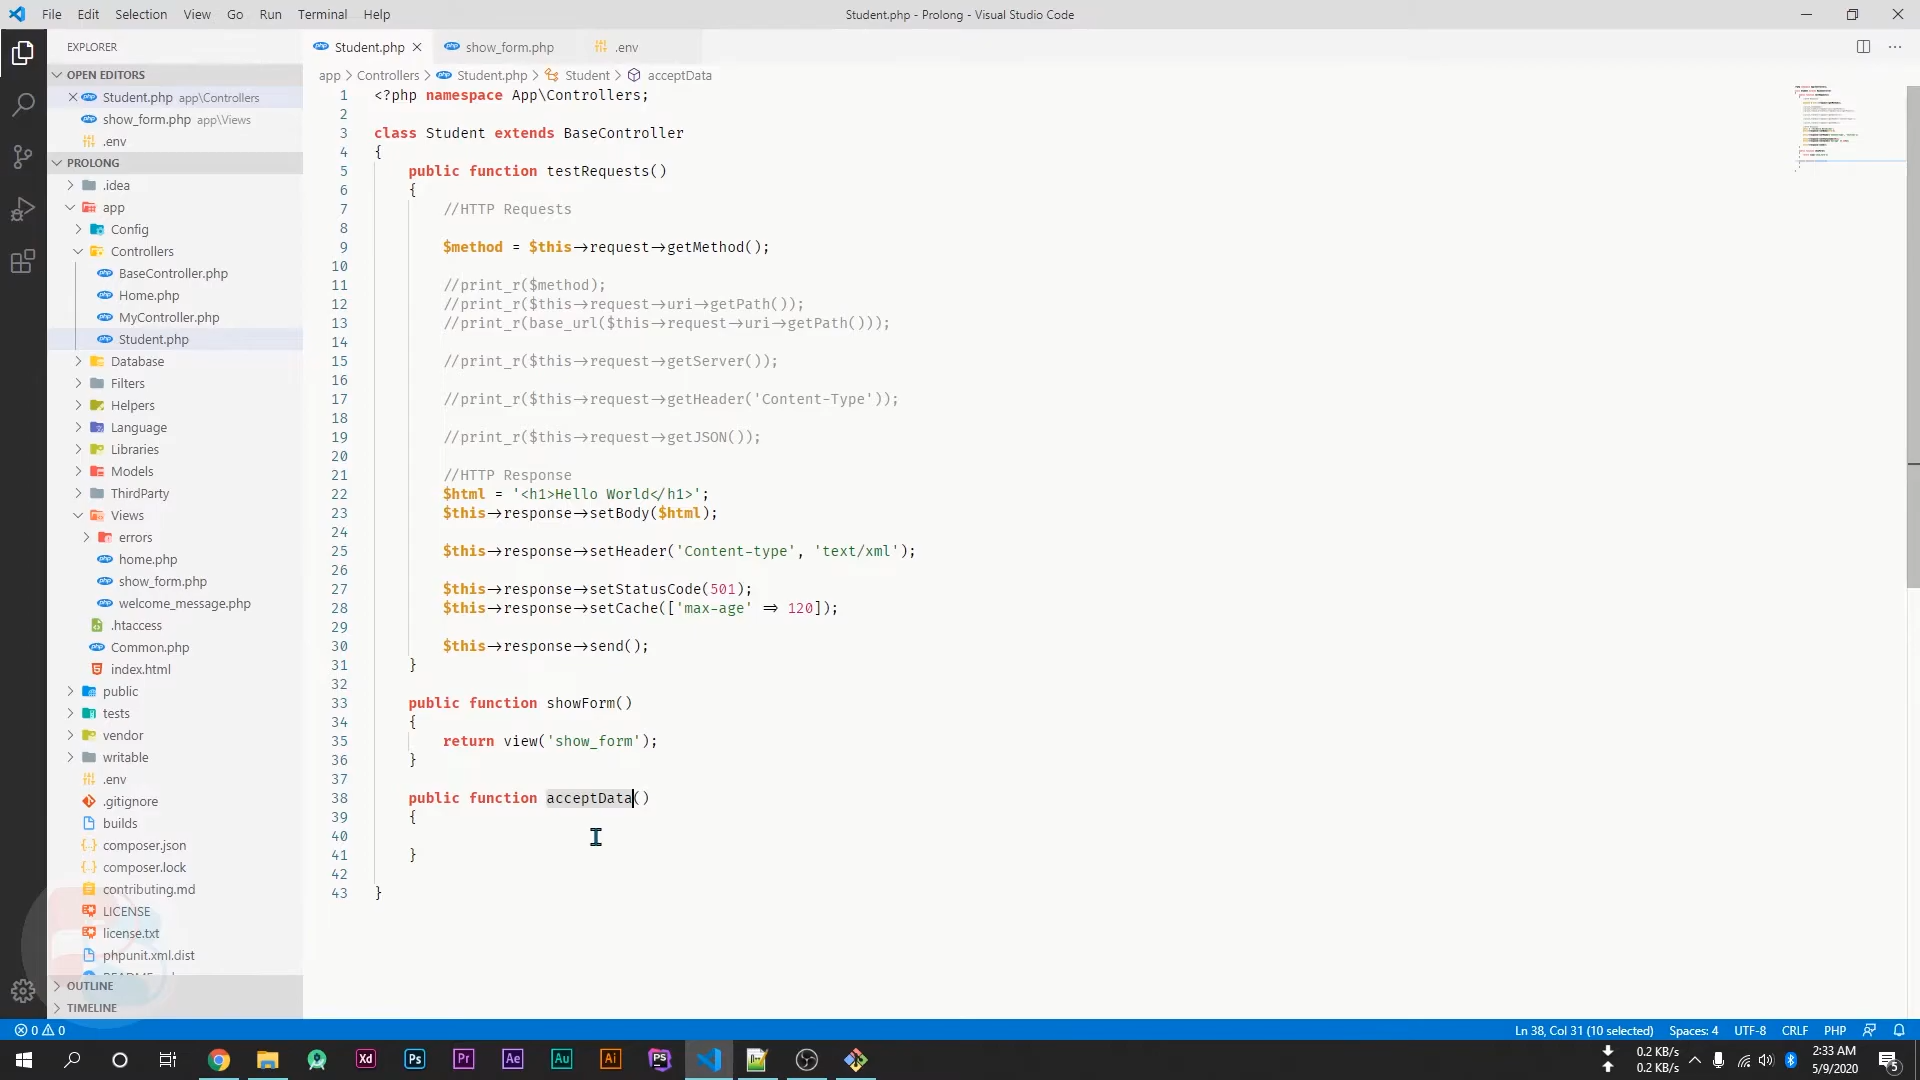 File Edit Selection View Go Run Terminal Help
Student.php - Prolong - Visual Studio Code
EXPLORER
OPEN EDITORS
Student.php app\Controllers
show_form.php app\Views
.env
PROLONG
.idea
app
Config
Controllers
BaseController.php
Home.php
MyController.php
Student.php
Database
Filters
Helpers
Language
Libraries
Models
ThirdParty
Views
errors
home.php
show_form.php
welcome_message.php
.htaccess
Common.php
index.html
public
tests
vendor
writable
.env
.gitignore
builds
composer.json
composer.lock
contributing.md
LICENSE
license.txt
phpunit.xml.dist
OUTLINE
TIMELINE
Student.php show_form.php .env
app > Controllers > Student.php > Student > acceptData
1 <?php namespace App\Controllers;
2
3 class Student extends BaseController
4 {
5 public function testRequests()
6 {
7 //HTTP Requests
8
9 $method = $this->request->getMethod();
10
11 //print_r($method);
12 //print_r($this->request->uri->getPath());
13 //print_r(base_url($this->request->uri->getPath()));
14
15 //print_r($this->request->getServer());
16
17 //print_r($this->request->getHeader('Content-Type'));
18
19 //print_r($this->request->getJSON());
20
21 //HTTP Response
22 $html = '<h1>Hello World</h1>';
23 $this->response->setBody($html);
24
25 $this->response->setHeader('Content-type', 'text/xml');
26
27 $this->response->setStatusCode(501);
28 $this->response->setCache(['max-age' => 120]);
29
30 $this->response->send();
31 }
32
33 public function showForm()
34 {
35 return view('show_form');
36 }
37
38 public function acceptData()
39 {
40
41 }
42
43 }
0 0
Ln 38, Col 31 (10 selected) Spaces: 4 UTF-8 CRLF PHP
Xd Ps Pr Ae Au Ai PS
0.2 KB/s
0.2 KB/s
2:33 AM
5/9/2020
5